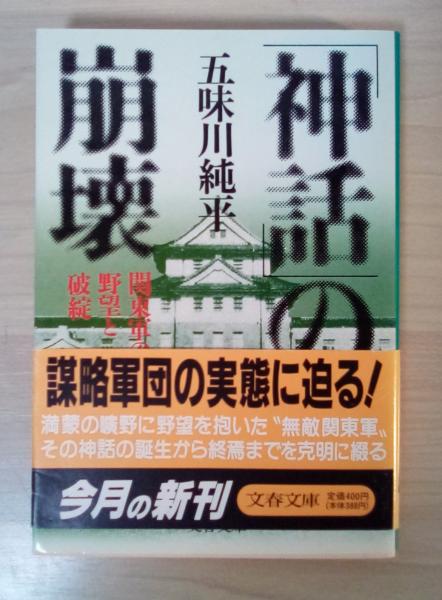 「神話」の
崩壊
五味川純平
関東軍の
野望と
破綻
謀略軍団の実態に迫る!
満蒙の曠野に野望を抱いた〝無敵関東軍〟
その神話の誕生から終焉までを克明に綴る
今月の新刊
文春文庫
定価400円
(本体388円)
文春文庫